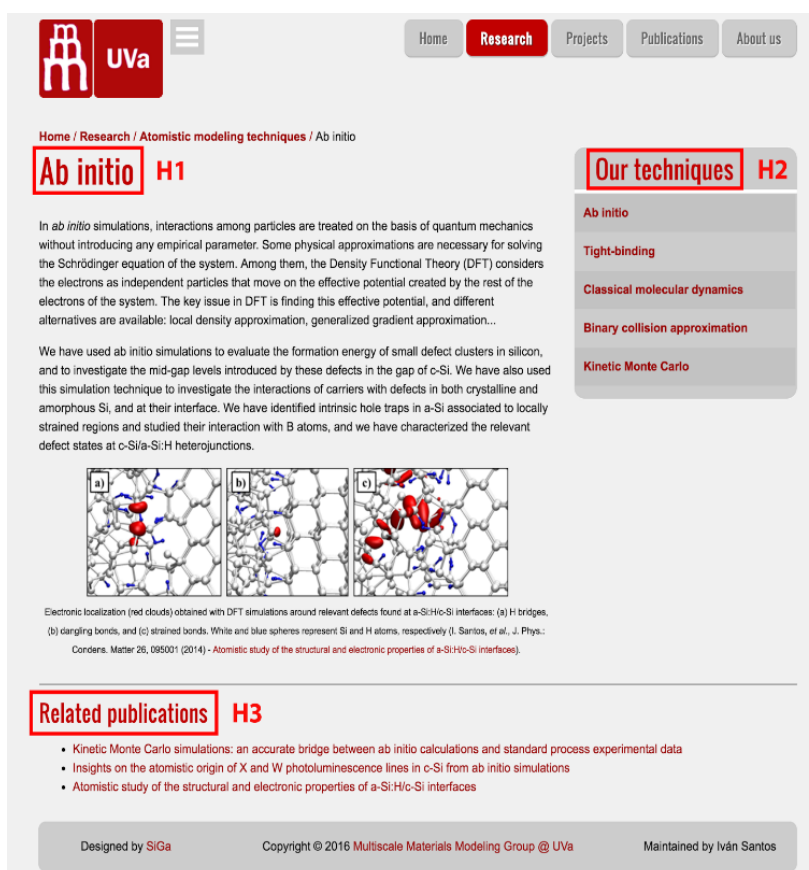 UVa
Home
Research
Projects
Publications
About us
Home / Research / Atomistic modeling techniques / Ab initio
Ab initio H1
In ab initio simulations, interactions among particles are treated on the basis of quantum mechanics
without introducing any empirical parameter. Some physical approximations are necessary for solving
the Schrödinger equation of the system. Among them, the Density Functional Theory (DFT) considers
the electrons as independent particles that move on the effective potential created by the rest of the
electrons of the system. The key issue in DFT is finding this effective potential, and different
alternatives are available: local density approximation, generalized gradient approximation...
We have used ab initio simulations to evaluate the formation energy of small defect clusters in silicon,
and to investigate the mid-gap levels introduced by these defects in the gap of c-Si. We have also used
this simulation technique to investigate the interactions of carriers with defects in both crystalline and
amorphous Si, and at their interface. We have identified intrinsic hole traps in a-Si associated to locally
strained regions and studied their interaction with B atoms, and we have characterized the relevant
defect states at c-Si/a-Si:H heterojunctions.
a)
b)
c)
Electronic localization (red clouds) obtained with DFT simulations around relevant defects found at a-Si:H/c-Si interfaces: (a) H bridges,
(b) dangling bonds, and (c) strained bonds. White and blue spheres represent Si and H atoms, respectively (I. Santos, et al., J. Phys.:
Condens. Matter 26, 095001 (2014) - Atomistic study of the structural and electronic properties of a-Si:H/c-Si interfaces).
Our techniques H2
Ab initio
Tight-binding
Classical molecular dynamics
Binary collision approximation
Kinetic Monte Carlo
Related publications H3
• Kinetic Monte Carlo simulations: an accurate bridge between ab initio calculations and standard process experimental data
• Insights on the atomistic origin of X and W photoluminescence lines in c-Si from ab initio simulations
• Atomistic study of the structural and electronic properties of a-Si:H/c-Si interfaces
Designed by SiGa
Copyright © 2016 Multiscale Materials Modeling Group @ UVa
Maintained by Iván Santos